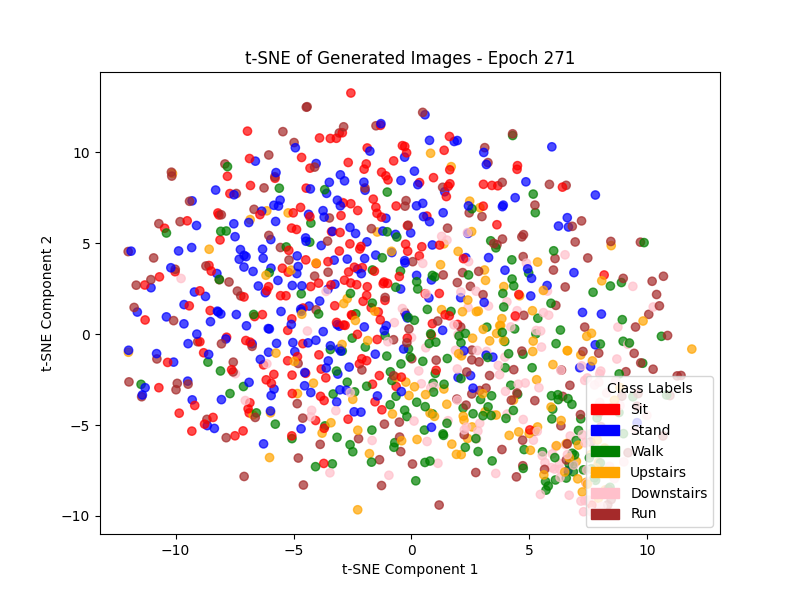 t-SNE of Generated Images - Epoch 271
t-SNE Component 2
10
5
0
−5
−10
Class Labels
Sit
Stand
Walk
Upstairs
Downstairs
Run
−10
−5
0
5
10
t-SNE Component 1